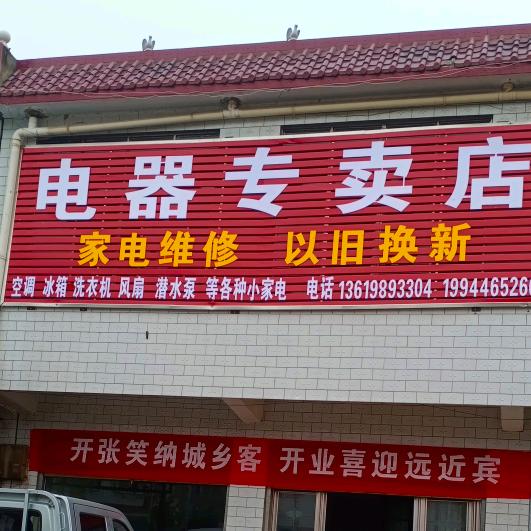 电器专卖店
家电维修 以旧换新
空调 冰箱 洗衣机 风扇 潜水泵 等各种小家电 电话 13619893304 1994465266
开张笑纳城乡客 开业喜迎远近宾